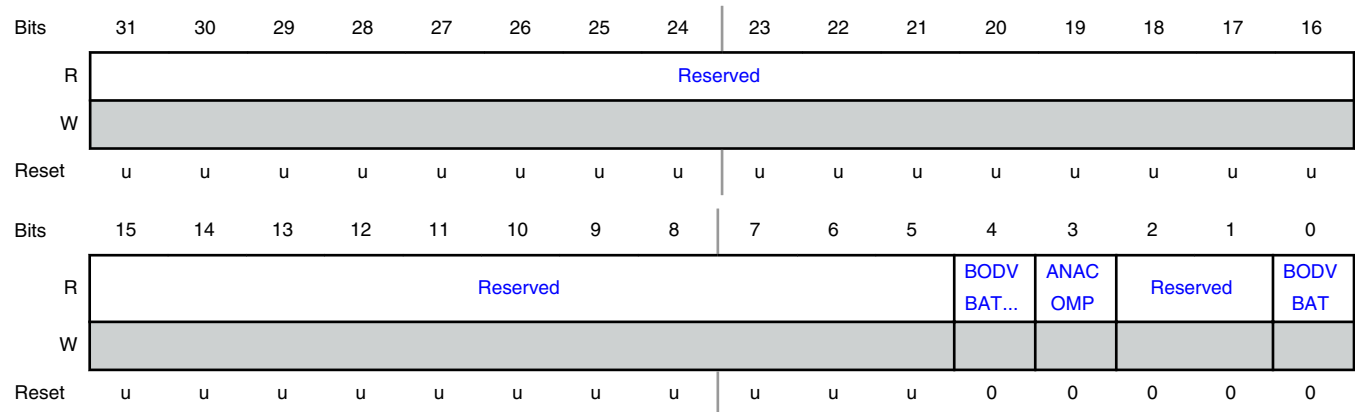 Bits 31 30 29 28 27 26 25 24 23 22 21 20 19 18 17 16
R Reserved
W
Reset u u u u u u u u u u u u u u u u
Bits 15 14 13 12 11 10 9 8 7 6 5 4 3 2 1 0
R Reserved BODV BAT... ANAC OMP Reserved BODV BAT
W
Reset u u u u u u u u u u u 0 0 0 0 0